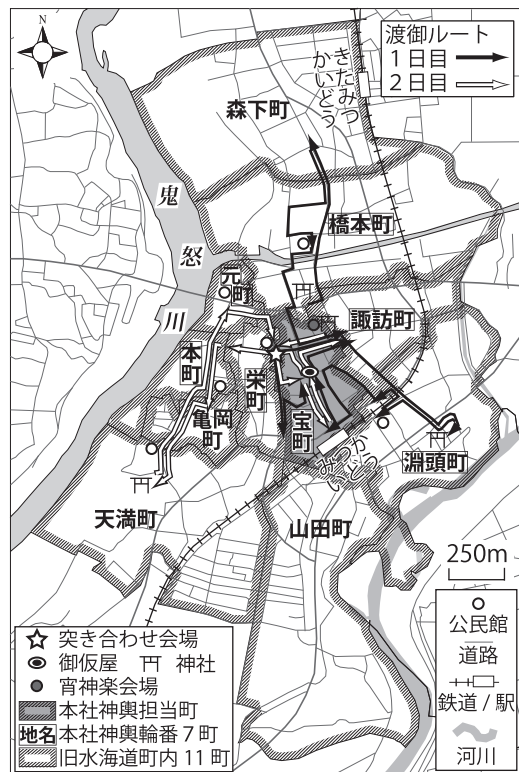 N
渡御ルート
1日目
2日目
きたみつ
かいどう
森下町
鬼
怒
川
橋本町
元
町
諏訪町
本
町
栄
町
亀岡
町
宝
町
みつか
いどう
淵頭町
天満町
山田町
250m
公民館
道路
鉄道/駅
河川
突き合わせ会場
御仮屋 神社
宵神楽会場
本社神輿担当町
地名 本社神輿輪番7町
旧水海道町内11町